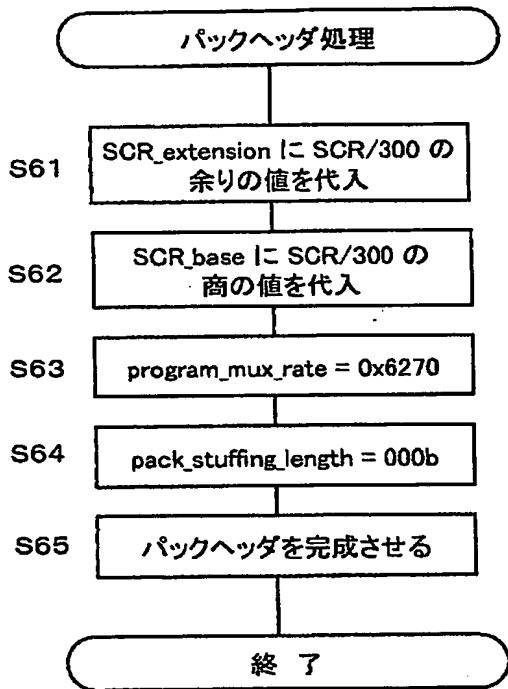 パックヘッダ処理
S61
SCR_extension に SCR/300 の
余りの値を代入
S62
SCR_base に SCR/300 の
商の値を代入
S63
program_mux_rate = 0x6270
S64
pack_stuffing_length = 000b
S65
パックヘッダを完成させる
終 了